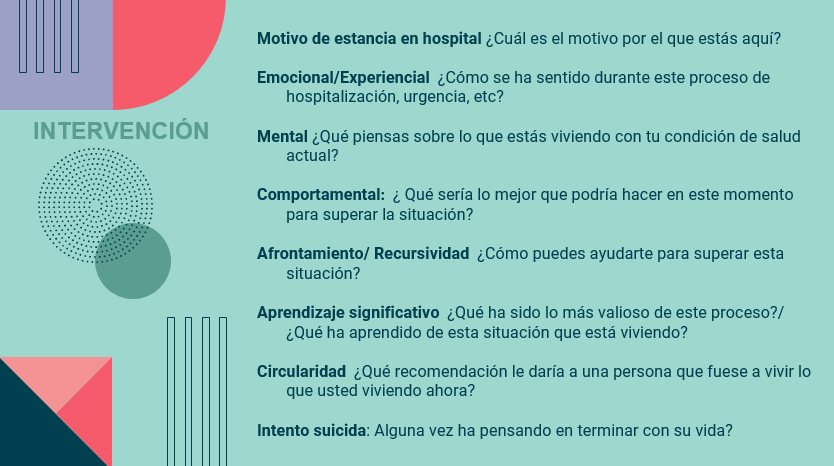 INTERVENCIÓN
Motivo de estancia en hospital ¿Cuál es el motivo por el que estás aquí?
Emocional/Experiencial ¿Cómo se ha sentido durante este proceso de
hospitalización, urgencia, etc?
Mental ¿Qué piensas sobre lo que estás viviendo con tu condición de salud
actual?
Comportamental: ¿ Qué sería lo mejor que podría hacer en este momento
para superar la situación?
Afrontamiento/ Recursividad ¿Cómo puedes ayudarte para superar esta
situación?
Aprendizaje significativo ¿Qué ha sido lo más valioso de este proceso?/
¿Qué ha aprendido de esta situación que está viviendo?
Circularidad ¿Qué recomendación le daría a una persona que fuese a vivir lo
que usted viviendo ahora?
Intento suicida: Alguna vez ha pensando en terminar con su vida?